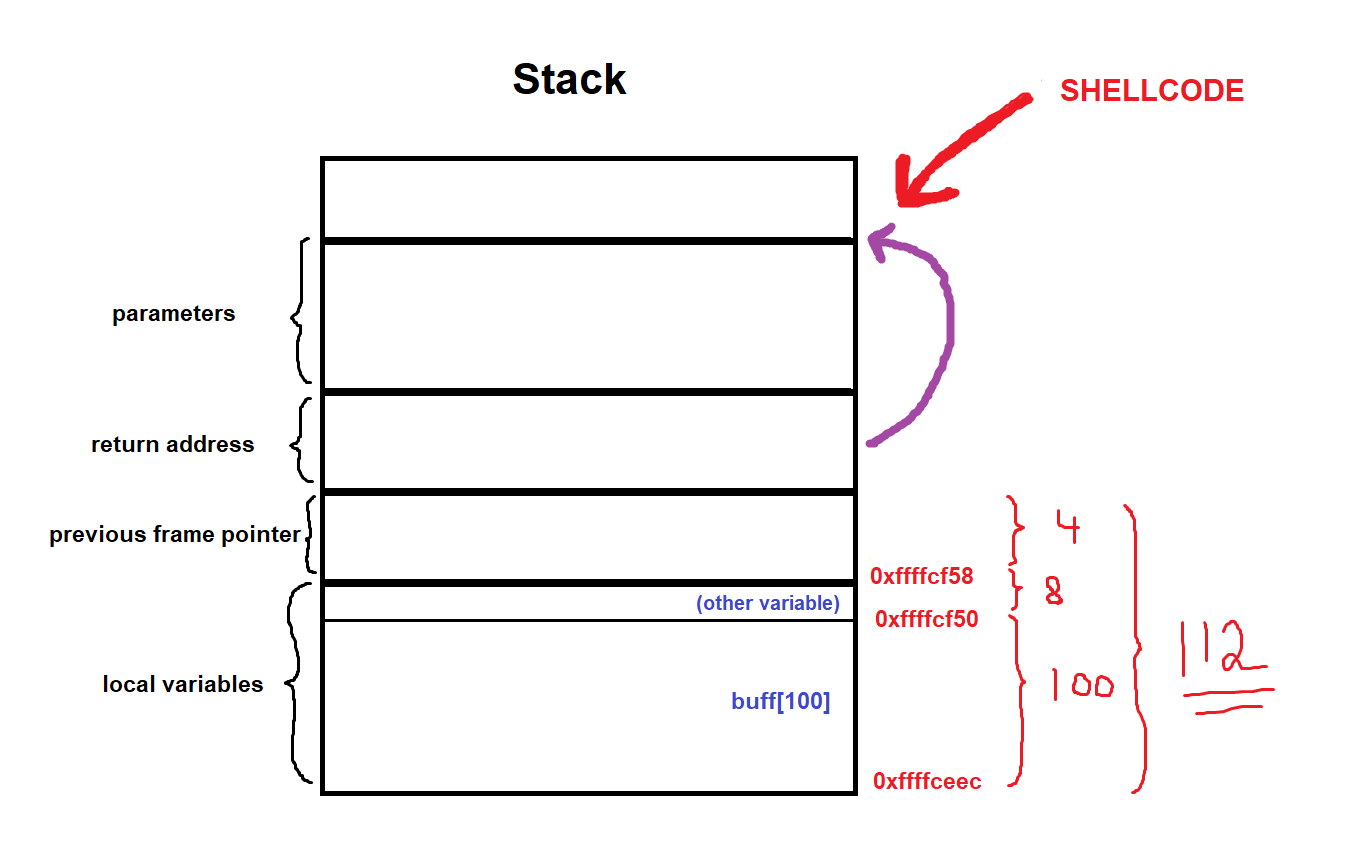 Stack
SHELLCODE
parameters
return address
previous frame pointer
4
0xffffcf58
8
(other variable)
0xffffcf50
112
local variables
buff[100]
100
0xffffceec